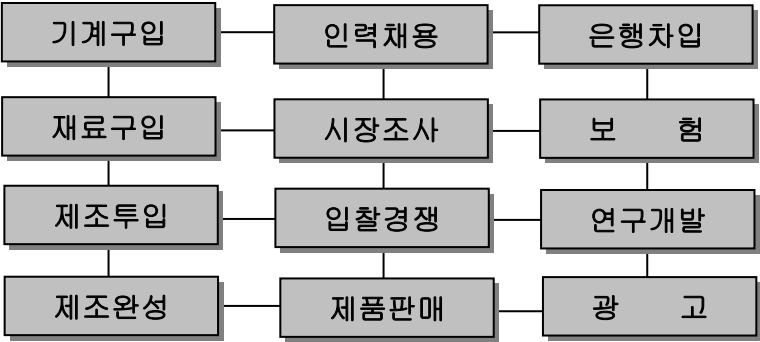 기계구입 인력채용 은행차입
재료구입 시장조사 보 험
제조투입 입찰경쟁 연구개발
제조완성 제품판매 광 고